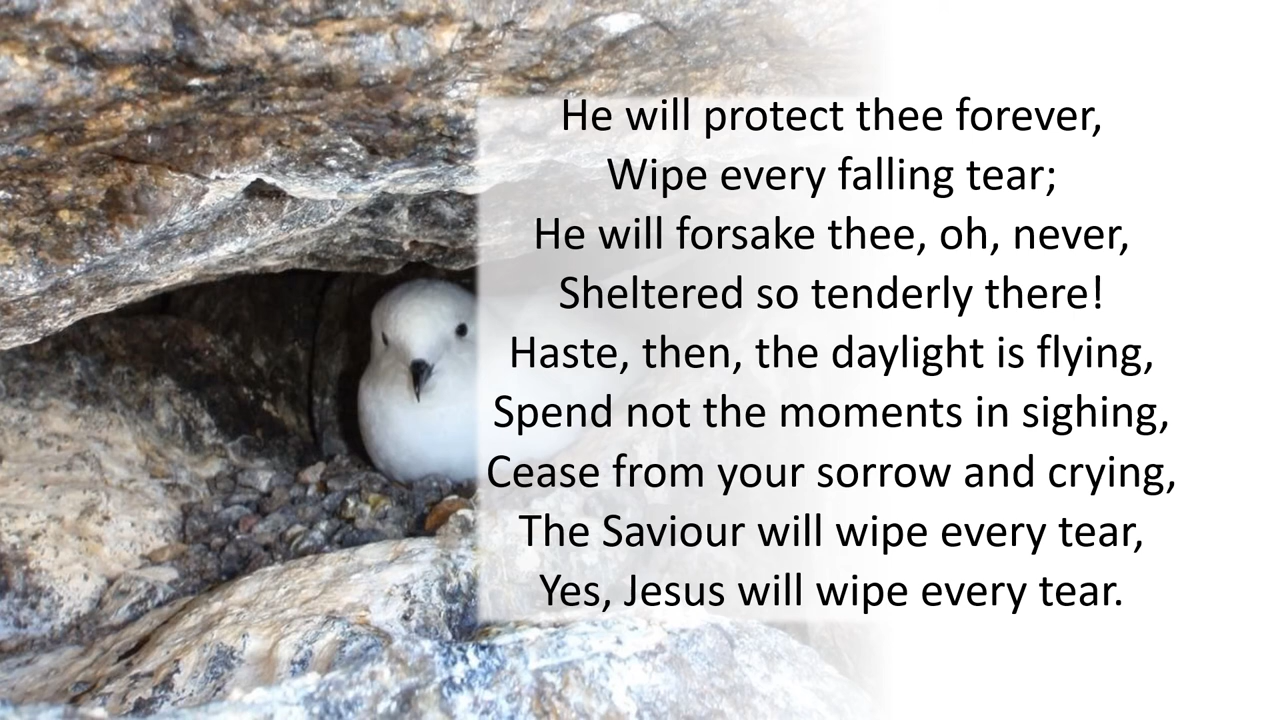 He will protect thee forever,
Wipe every falling tear;
He will forsake thee, oh, never,
Sheltered so tenderly there!
Haste, then, the daylight is flying,
Spend not the moments in sighing,
Cease from your sorrow and crying,
The Saviour will wipe every tear,
Yes, Jesus will wipe every tear.